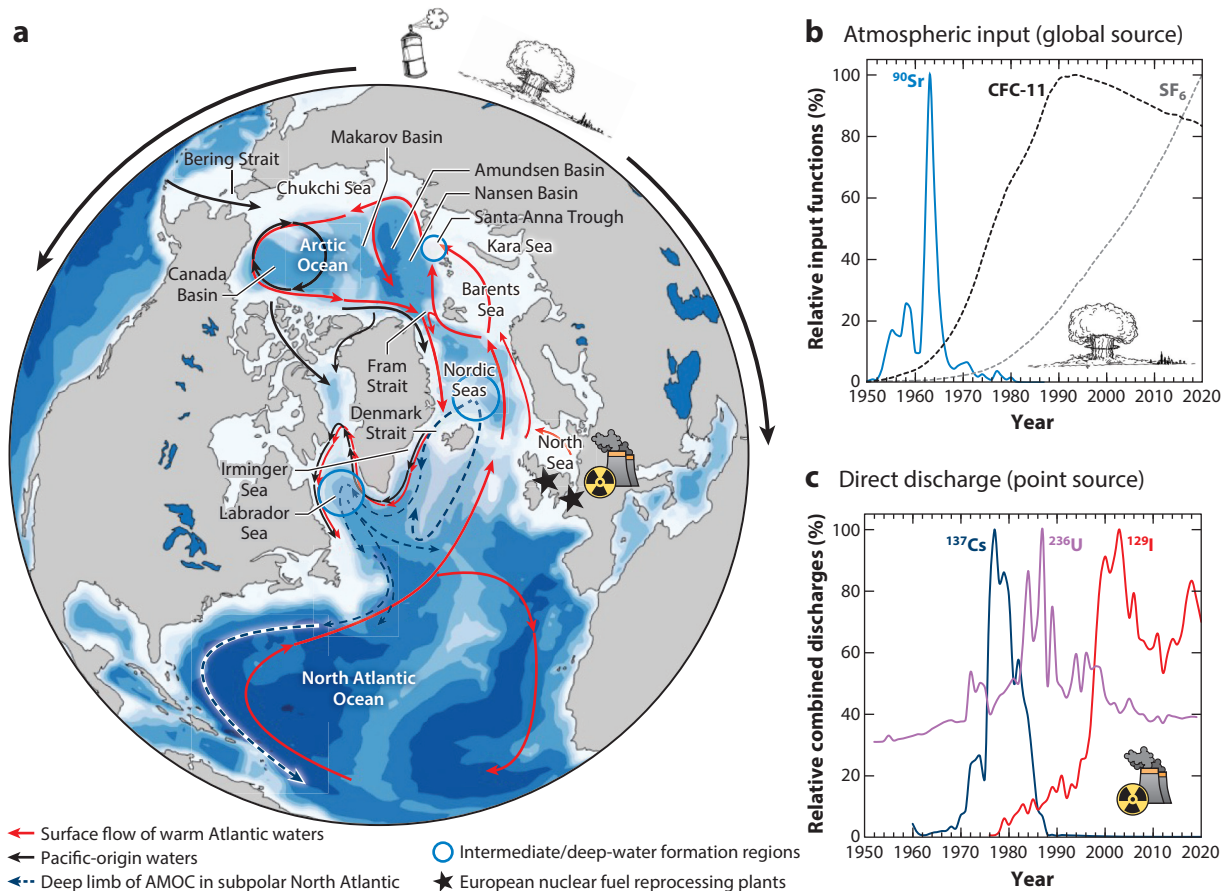 a
Bering Strait
Chukchi Sea
Makarov Basin
Amundsen Basin
Nansen Basin
Santa Anna Trough
Kara Sea
Arctic
Ocean
Canada
Basin
Barents
Sea
Fram
Strait
Nordic
Seas
Denmark
Strait
North
Sea
Irminger
Sea
Labrador
Sea
North Atlantic
Ocean
Surface flow of warm Atlantic waters
Pacific-origin waters
Deep limb of AMOC in subpolar North Atlantic
Intermediate/deep-water formation regions
European nuclear fuel reprocessing plants
b Atmospheric input (global source)
Relative input functions (%)
100
80
60
40
20
0
90Sr
CFC-11
SF6
1950 1960 1970 1980 1990 2000 2010 2020
Year
c Direct discharge (point source)
Relative combined discharges (%)
100
80
60
40
20
0
137Cs
236U
129I
1950 1960 1970 1980 1990 2000 2010 2020
Year